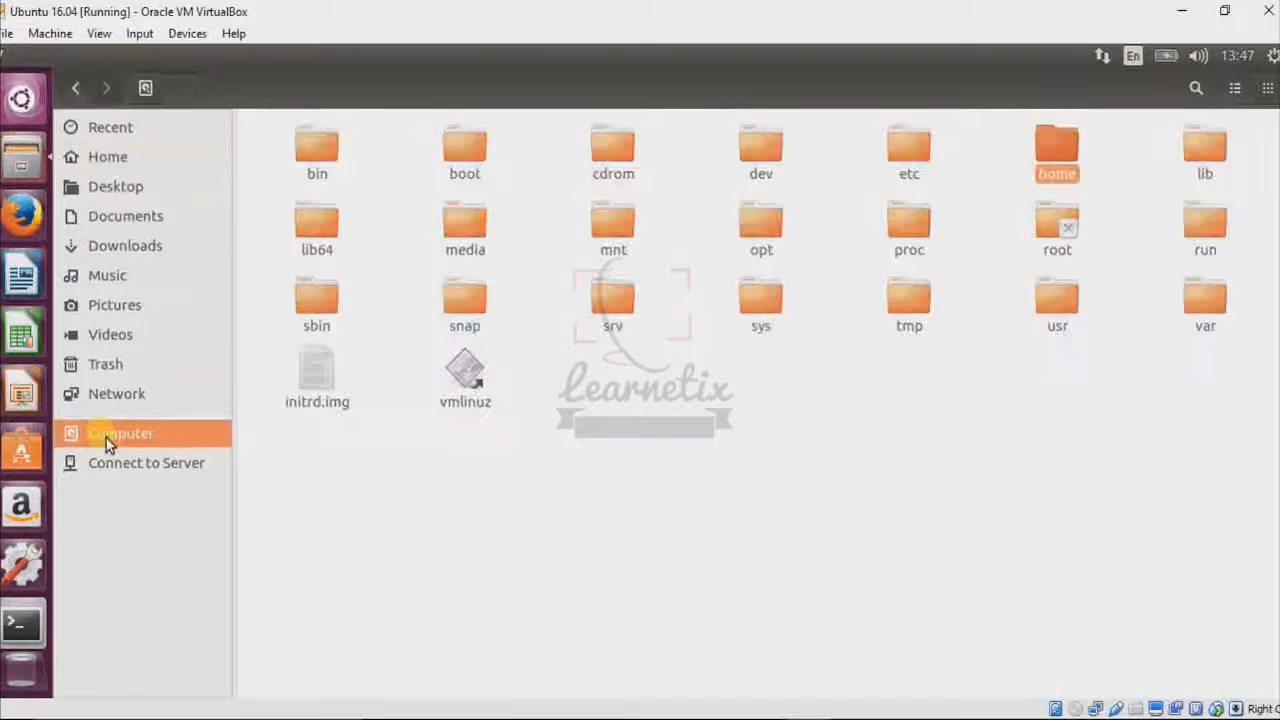 Ubuntu 16.04 [Running] - Oracle VM VirtualBox
ile Machine View Input Devices Help
En 13:47
Recent
Home
Desktop
Documents
Downloads
Music
Pictures
Videos
Trash
Network
Computer
Connect to Server
bin boot cdrom dev etc home lib
lib64 media mnt opt proc root run
sbin snap srv sys tmp usr var
initrd.img vmlinuz
Learnetix
Right C